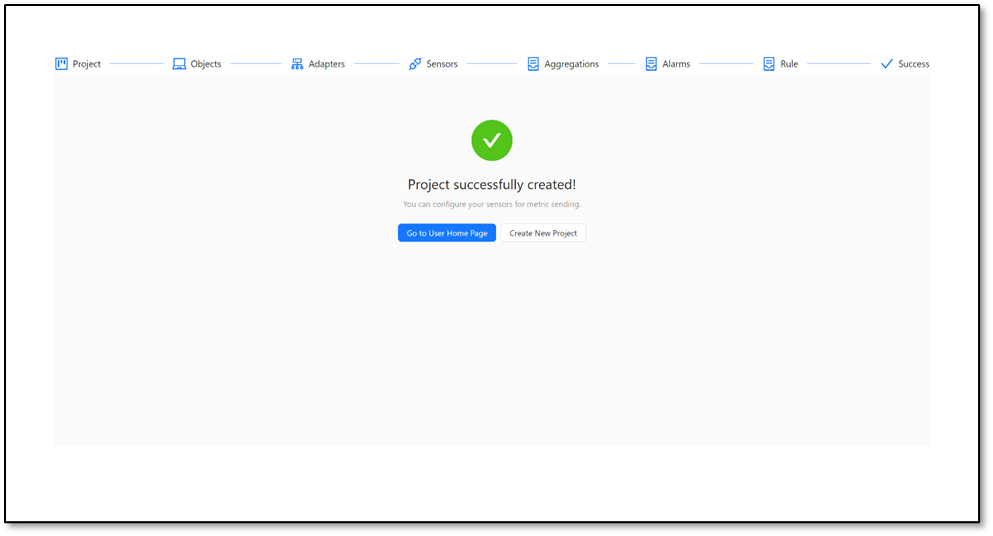 Project Objects Adapters Sensors Aggregations Alarms Rule Success
Project successfully created!
You can configure your sensors for metric sending.
Go to User Home Page Create New Project